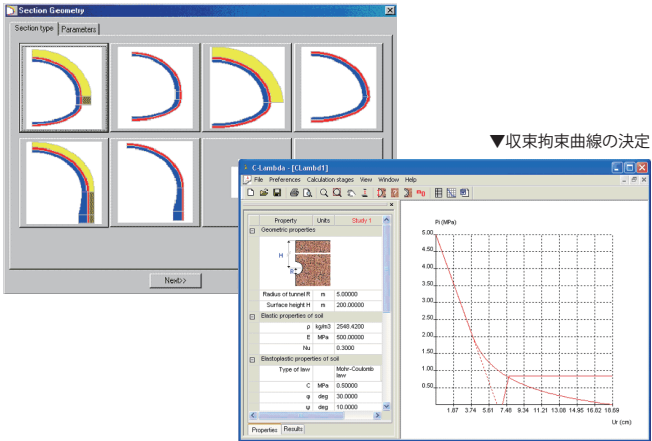 Section Geometry
Section type Parameters
Next>>
▼収束拘束曲線の決定
C-Lambda - [CLambd1]
File Preferences Calculation stages View Window Help
Property Units Study 1
Geometric properties
H
R
Radius of tunnel R m 5.00000
Surface height H m 200.00000
Elastic properties of soil
ρ kg/m3 2548.4200
E MPa 500.00000
Nu 0.3000
Elastoplastic properties of soil
Type of law Mohr-Coulomb law
C MPa 0.50000
φ deg 30.0000
ψ deg 10.0000
Properties Results
Pi (MPa)
5.00
4.50
4.00
3.50
3.00
2.50
2.00
1.50
1.00
0.50
1.87 3.74 5.61 7.48 9.34 11.21 13.08 14.95 16.82 18.69
Ur (cm)